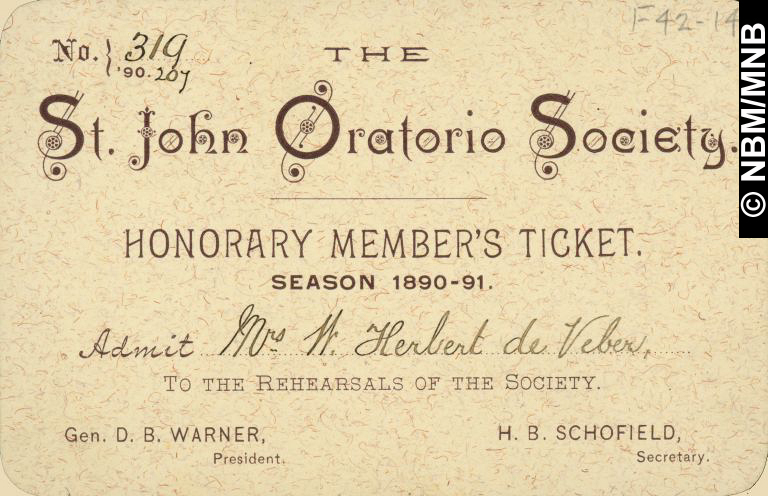 F42-14
No. } 319
'90. 207
THE
St. John Oratorio Society.
HONORARY MEMBER'S TICKET.
SEASON 1890-91.
Admit Mrs W. Herbert de Veber,
TO THE REHEARSALS OF THE SOCIETY.
Gen. D. B. WARNER,
President.
H. B. SCHOFIELD,
Secretary.
© NBM/MNB